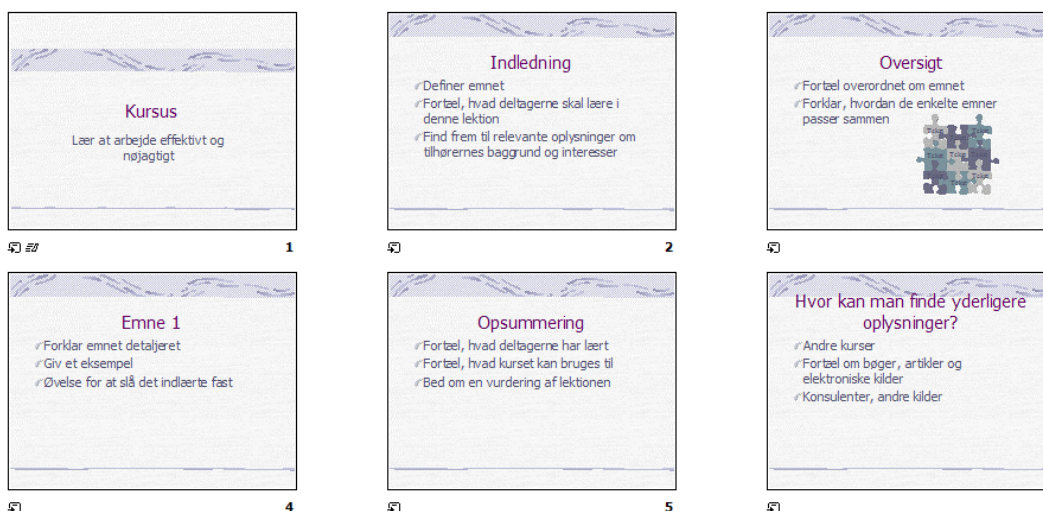 Kursus
Lær at arbejde effektivt og
nøjagtigt
1
Indledning
Definer emnet
Fortæl, hvad deltagerne skal lære i
denne lektion
Find frem til relevante oplysninger om
tilhørernes baggrund og interesser
2
Oversigt
Fortæl overordnet om emnet
Forklar, hvordan de enkelte emner
passer sammen
Emne 1
Forklar emnet detaljeret
Giv et eksempel
Øvelse for at slå det indlærte fast
4
Opsummering
Fortæl, hvad deltagerne har lært
Fortæl, hvad kurset kan bruges til
Bed om en vurdering af lektionen
5
Hvor kan man finde yderligere
oplysninger?
Andre kurser
Fortæl om bøger, artikler og
elektroniske kilder
Konsulenter, andre kilder